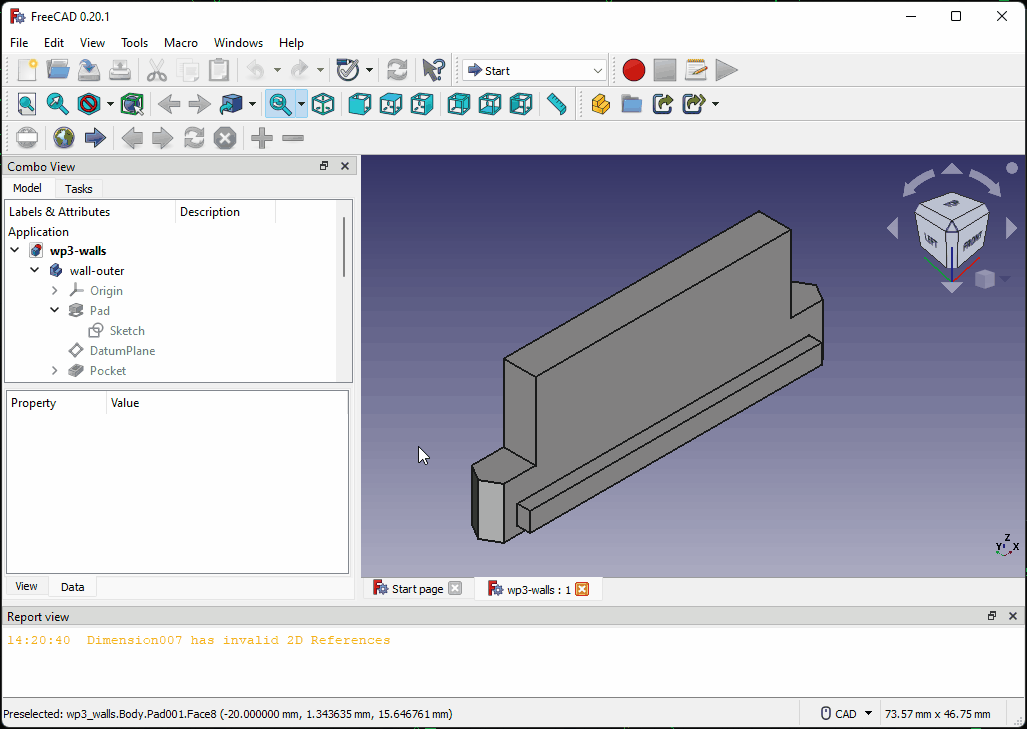 FreeCAD 0.20.1
File Edit View Tools Macro Windows Help
Start
Combo View
Model Tasks
Labels & Attributes Description
Application
wp3-walls
wall-outer
Origin
Pad
Sketch
DatumPlane
Pocket
Property Value
View Data
LEFT FRONT
Z
Y X
Start page wp3-walls : 1
Report view
14:20:40 Dimension007 has invalid 2D References
Preselected: wp3_walls.Body.Pad001.Face8 (-20.000000 mm, 1.343635 mm, 15.646761 mm) CAD 73.57 mm x 46.75 mm